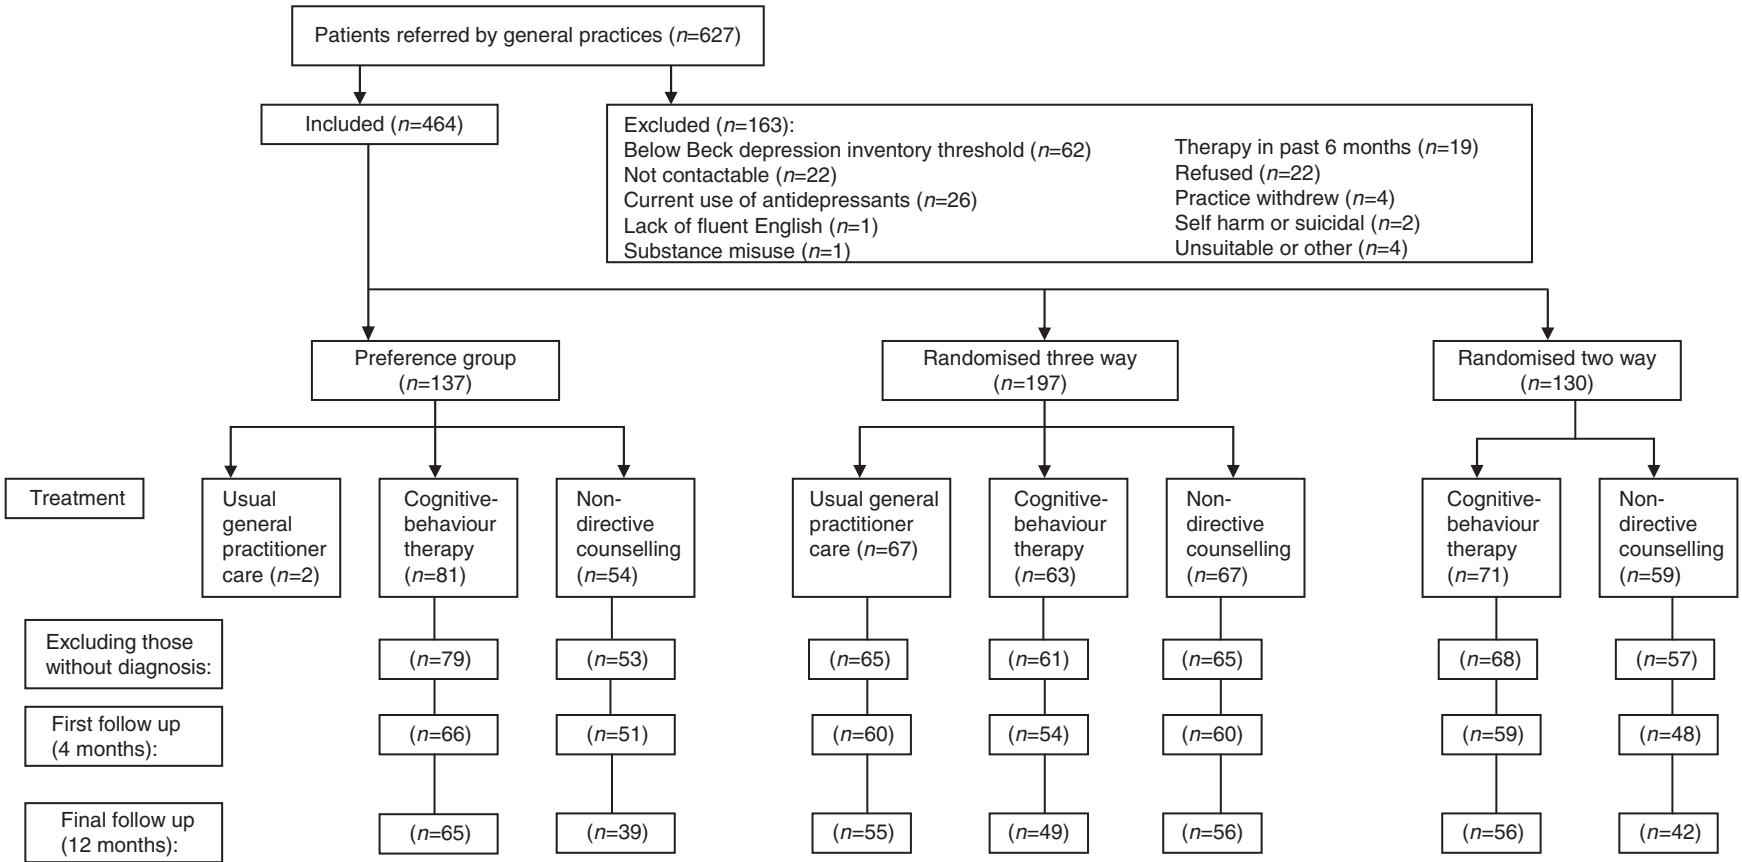 Patients referred by general practices (n=627)
Included (n=464)
Excluded (n=163):
Below Beck depression inventory threshold (n=62)
Not contactable (n=22)
Current use of antidepressants (n=26)
Lack of fluent English (n=1)
Substance misuse (n=1)
Therapy in past 6 months (n=19)
Refused (n=22)
Practice withdrew (n=4)
Self harm or suicidal (n=2)
Unsuitable or other (n=4)
Preference group
(n=137)
Randomised three way
(n=197)
Randomised two way
(n=130)
Treatment
Usual
general
practitioner
care (n=2)
Cognitive-
behaviour
therapy
(n=81)
Non-
directive
counselling
(n=54)
Usual general
practitioner
care (n=67)
Cognitive-
behaviour
therapy
(n=63)
Non-
directive
counselling
(n=67)
Cognitive-
behaviour
therapy
(n=71)
Non-
directive
counselling
(n=59)
Excluding those
without diagnosis:
(n=79)
(n=53)
(n=65)
(n=61)
(n=65)
(n=68)
(n=57)
First follow up
(4 months):
(n=66)
(n=51)
(n=60)
(n=54)
(n=60)
(n=59)
(n=48)
Final follow up
(12 months):
(n=65)
(n=39)
(n=55)
(n=49)
(n=56)
(n=56)
(n=42)